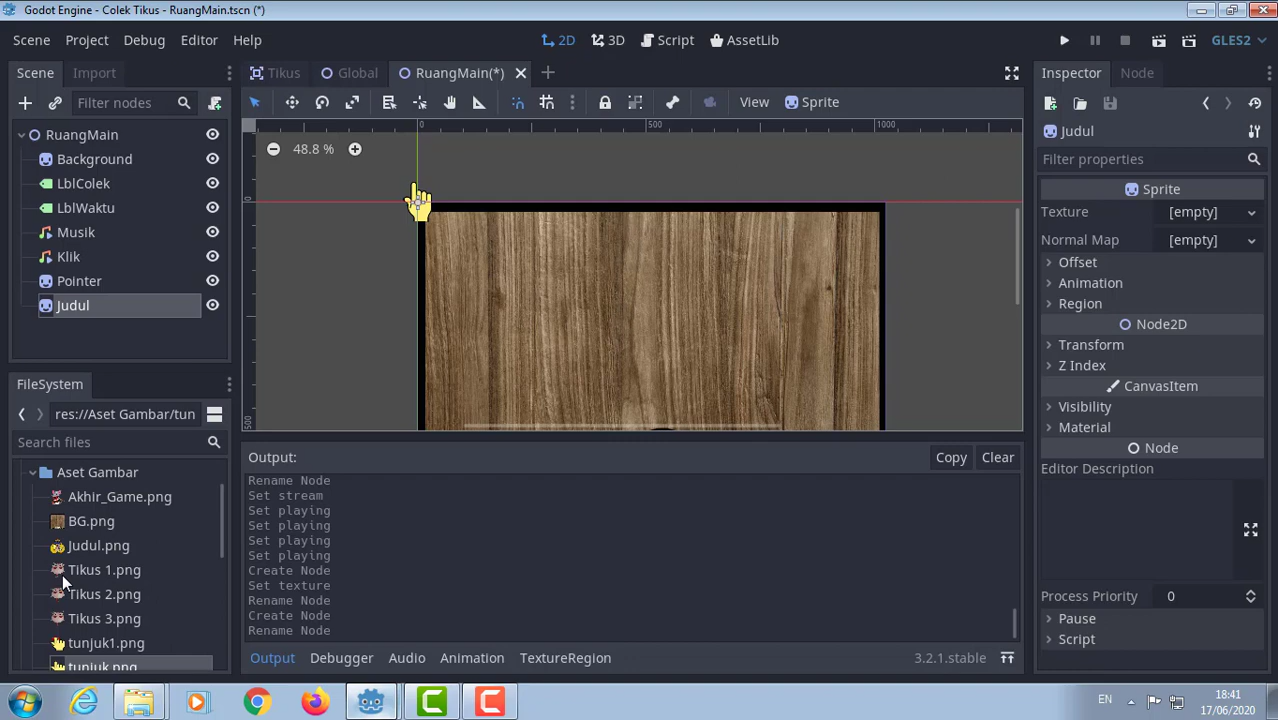 Godot Engine - Colek Tikus - RuangMain.tscn (*)
Scene Project Debug Editor Help 2D 3D Script AssetLib GLES2
Scene Import
Tikus Global RuangMain(*)
Inspector Node
Filter nodes
View Sprite
RuangMain
Background
LblColek
LblWaktu
Musik
Klik
Pointer
Judul
0 500 1000
48.8 %
0
500
Judul
Filter properties
Sprite
Texture [empty]
Normal Map [empty]
Offset
Animation
Region
Node2D
Transform
Z Index
CanvasItem
Visibility
Material
Node
Editor Description
Process Priority 0
Pause
Script
FileSystem
res://Aset Gambar/tun
Search files
Aset Gambar
Akhir_Game.png
BG.png
Judul.png
Tikus 1.png
Tikus 2.png
Tikus 3.png
tunjuk1.png
tunjuk.png
Output: Copy Clear
Rename Node
Set stream
Set playing
Set playing
Set playing
Set playing
Create Node
Set texture
Rename Node
Create Node
Rename Node
Output Debugger Audio Animation TextureRegion 3.2.1.stable
EN
18:41
17/06/2020